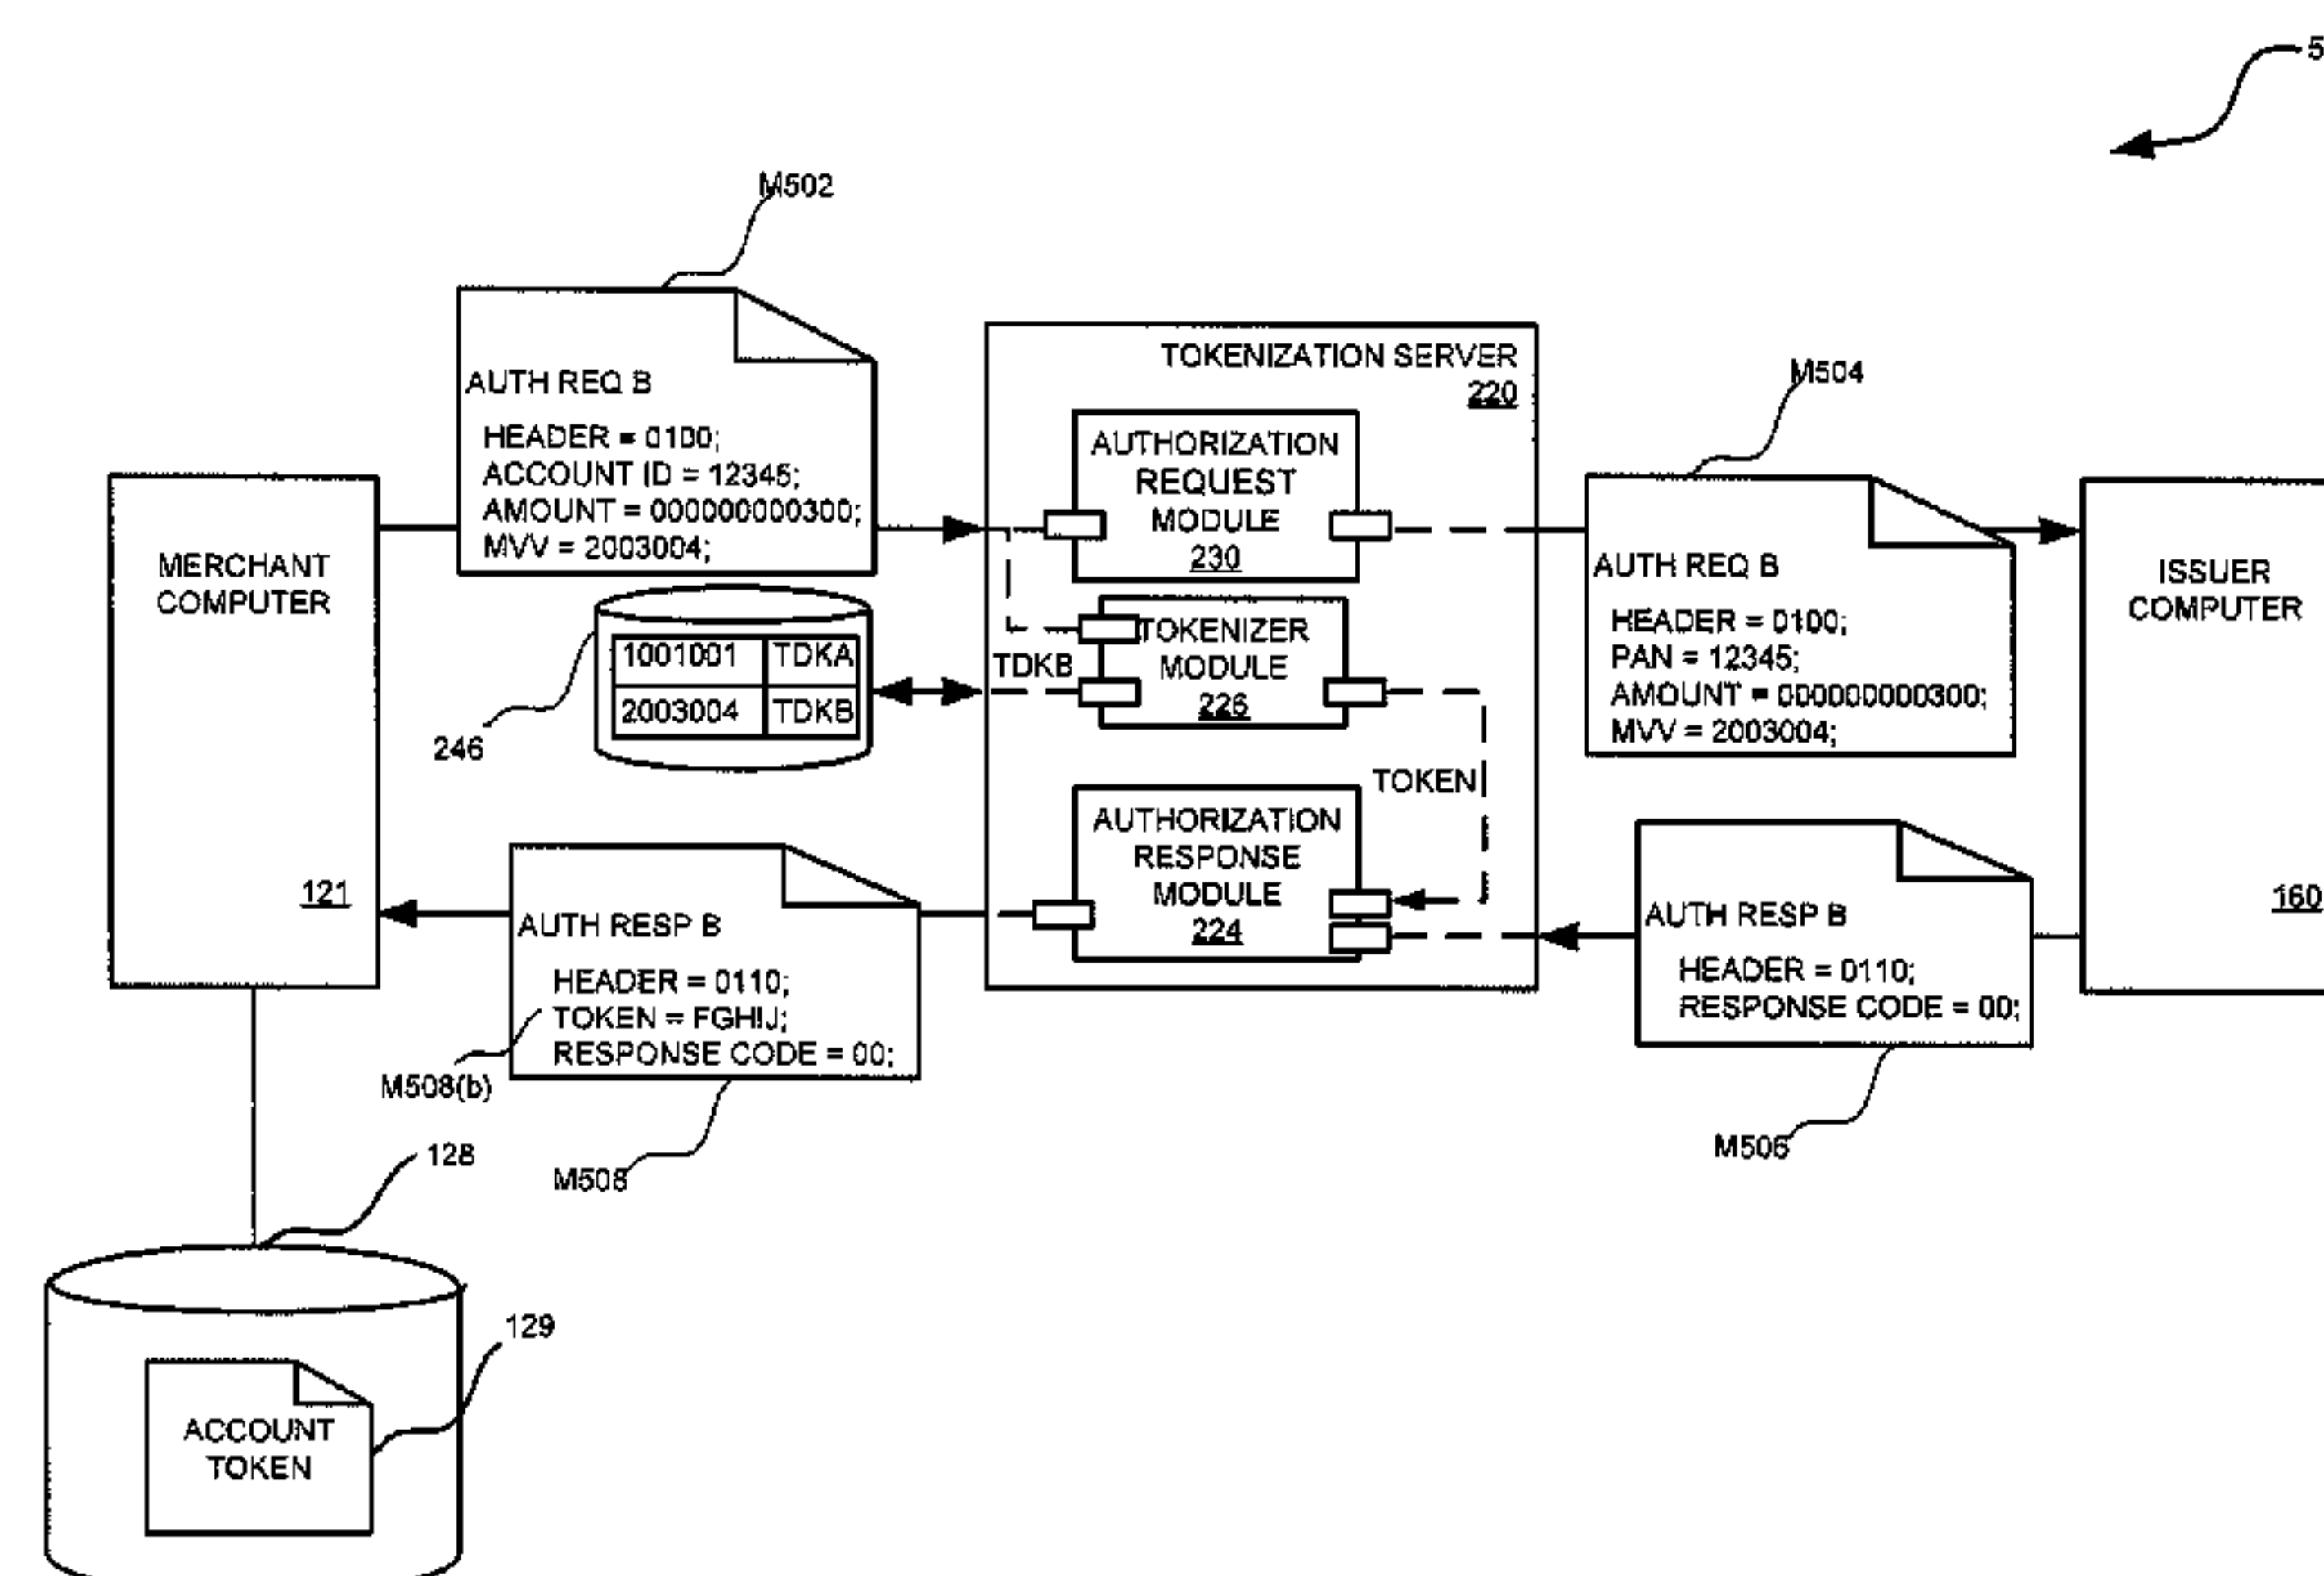 5
M502
AUTH REQ B
HEADER = 0100;
ACCOUNT ID = 12345;
AMOUNT = 000000000300;
MVV = 2003004;
TOKENIZATION SERVER
220
M504
AUTHORIZATION
REQUEST
MODULE
230
MERCHANT
COMPUTER
121
AUTH REQ B
HEADER = 0100;
PAN = 12345;
AMOUNT = 000000000300;
MVV = 2003004;
ISSUER
COMPUTER
160
1001001 TDKA
2003004 TDKB
246
TDKB
TOKENIZER
MODULE
226
TOKEN
AUTHORIZATION
RESPONSE
MODULE
224
AUTH RESP B
HEADER = 0110;
TOKEN = FGHIJ;
RESPONSE CODE = 00;
M508(b)
M508
AUTH RESP B
HEADER = 0110;
RESPONSE CODE = 00;
M506
128
129
ACCOUNT
TOKEN